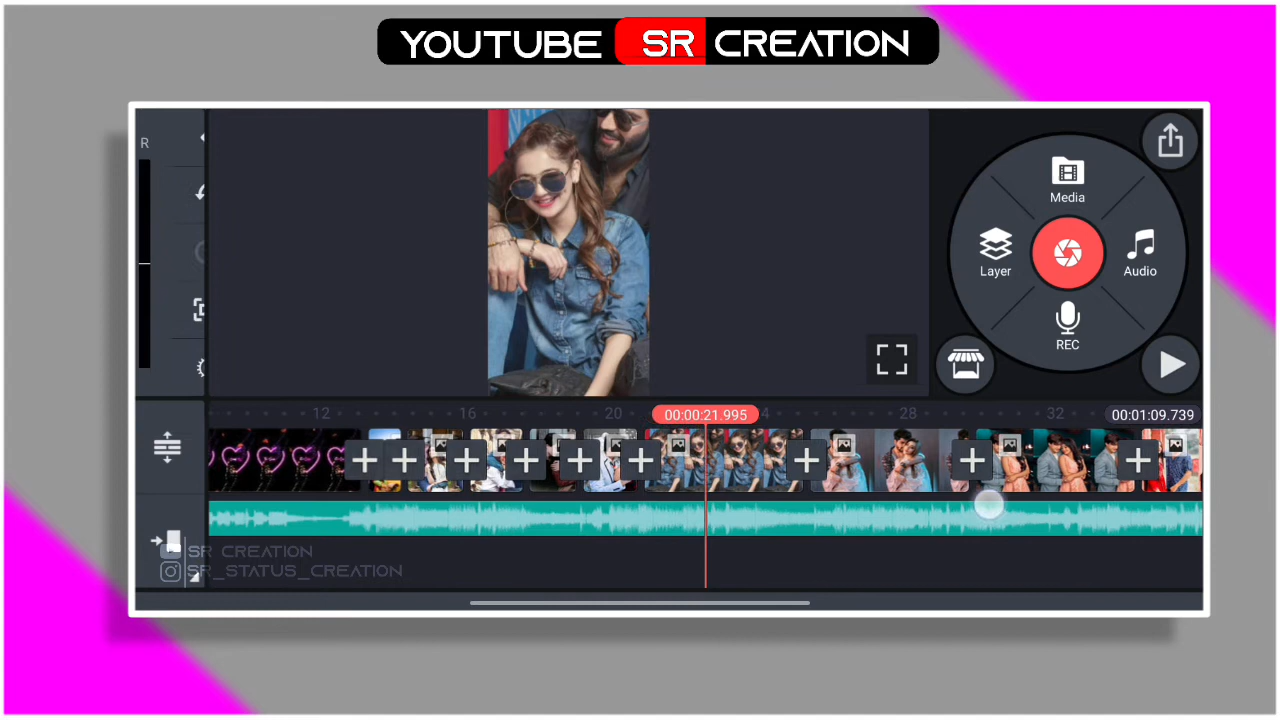 YOUTUBE SR CREATION
R
Media
Layer
Audio
REC
12
16
20
00:00:21.995
4
28
32
00:01:09.739
SR CREATION
SR_STATUS_CREATION